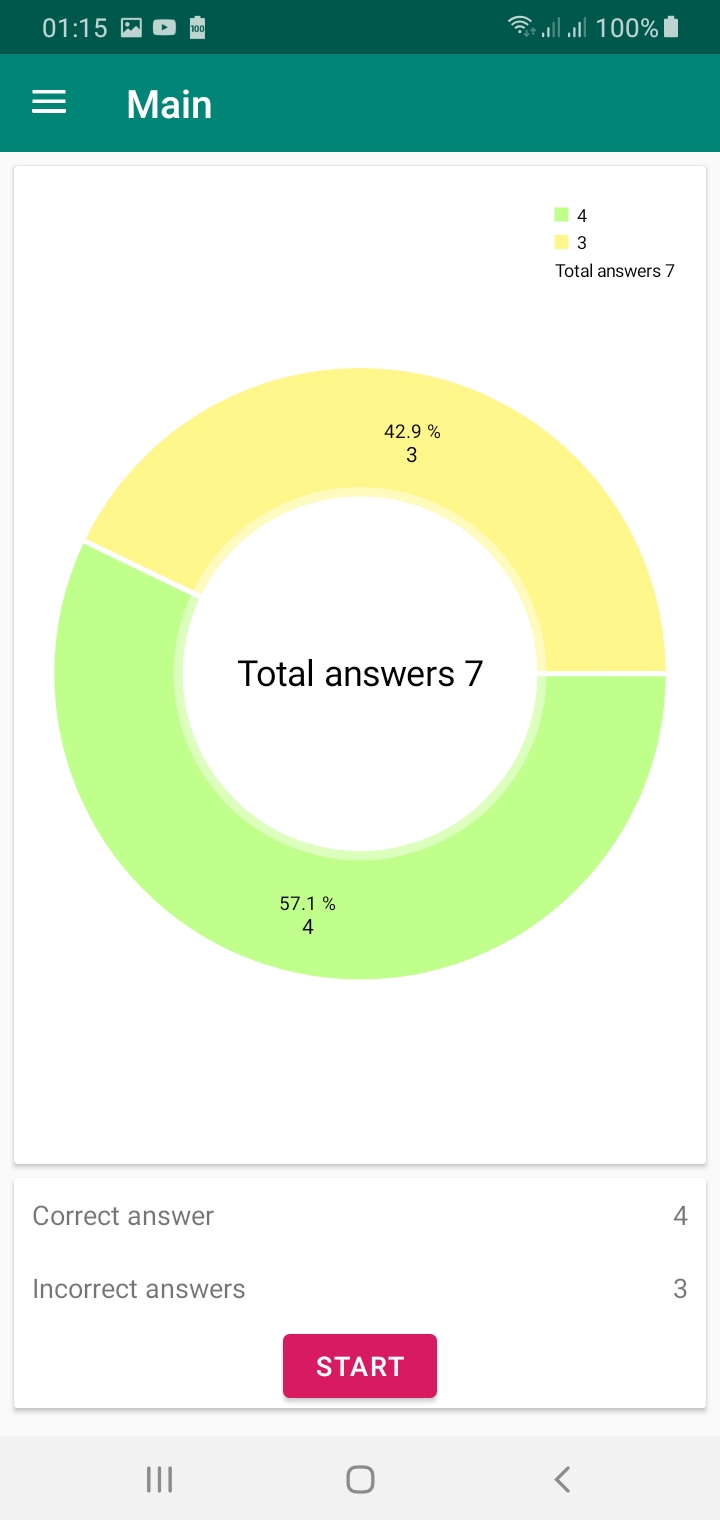 01:15 100 100%
Main
4
3
Total answers 7
42.9 %
3
Total answers 7
57.1 %
4
Correct answer 4
Incorrect answers 3
START